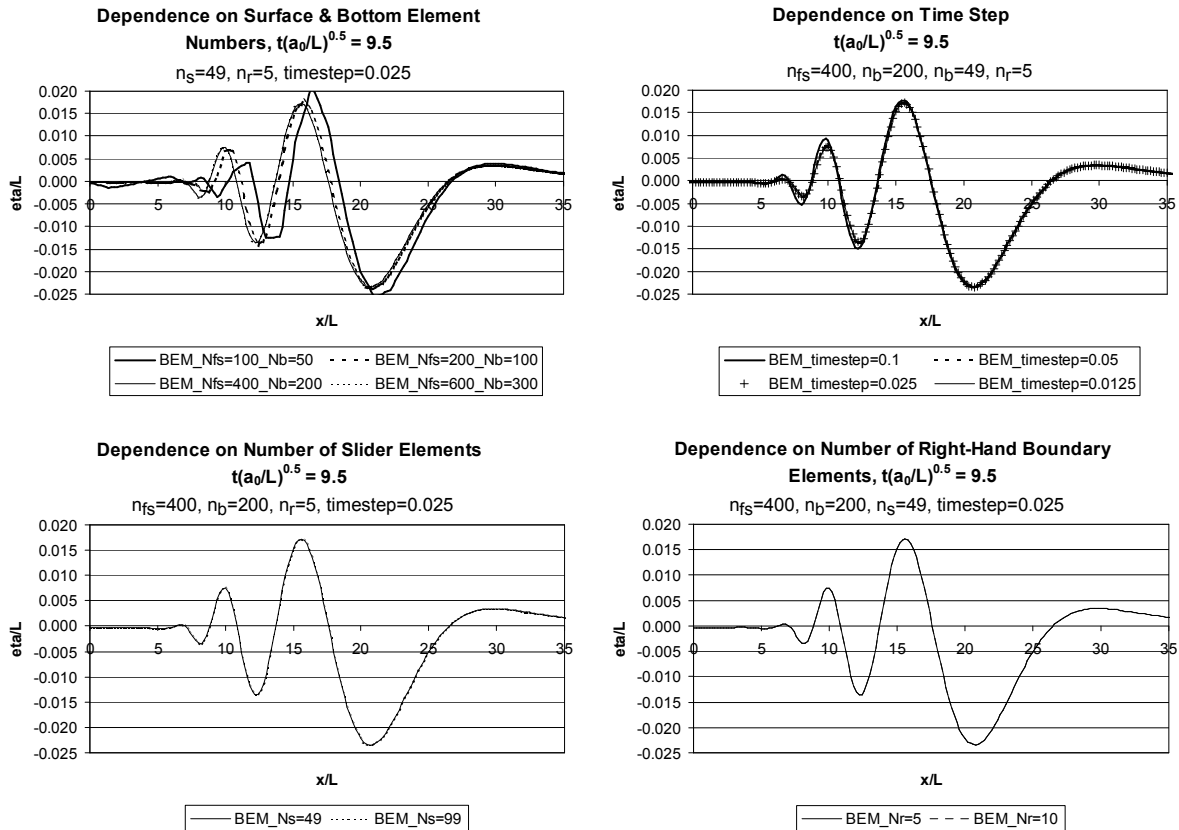 Dependence on Surface & Bottom Element
Numbers, t(a₀/L)^0.5 = 9.5
nₛ=49, nᵣ=5, timestep=0.025
0.020
0.015
0.010
0.005
0.000
-0.005
-0.010
-0.015
-0.020
-0.025
0 5 10 15 20 25 30 35
eta/L
x/L
BEM_Nfs=100_Nb=50
BEM_Nfs=200_Nb=100
BEM_Nfs=400_Nb=200
BEM_Nfs=600_Nb=300
Dependence on Time Step
t(a₀/L)^0.5 = 9.5
n_fs=400, n_b=200, n_b=49, n_r=5
0.020
0.015
0.010
0.005
0.000
-0.005
-0.010
-0.015
-0.020
-0.025
0 5 10 15 20 25 30 35
eta/L
x/L
BEM_timestep=0.1
BEM_timestep=0.05
BEM_timestep=0.025
BEM_timestep=0.0125
Dependence on Number of Slider Elements
t(a₀/L)^0.5 = 9.5
n_fs=400, n_b=200, n_r=5, timestep=0.025
0.020
0.015
0.010
0.005
0.000
-0.005
-0.010
-0.015
-0.020
-0.025
0 5 10 15 20 25 30 35
eta/L
x/L
BEM_Ns=49
BEM_Ns=99
Dependence on Number of Right-Hand Boundary
Elements, t(a₀/L)^0.5 = 9.5
n_fs=400, n_b=200, n_s=49, timestep=0.025
0.020
0.015
0.010
0.005
0.000
-0.005
-0.010
-0.015
-0.020
-0.025
0 5 10 15 20 25 30 35
eta/L
x/L
BEM_Nr=5
BEM_Nr=10